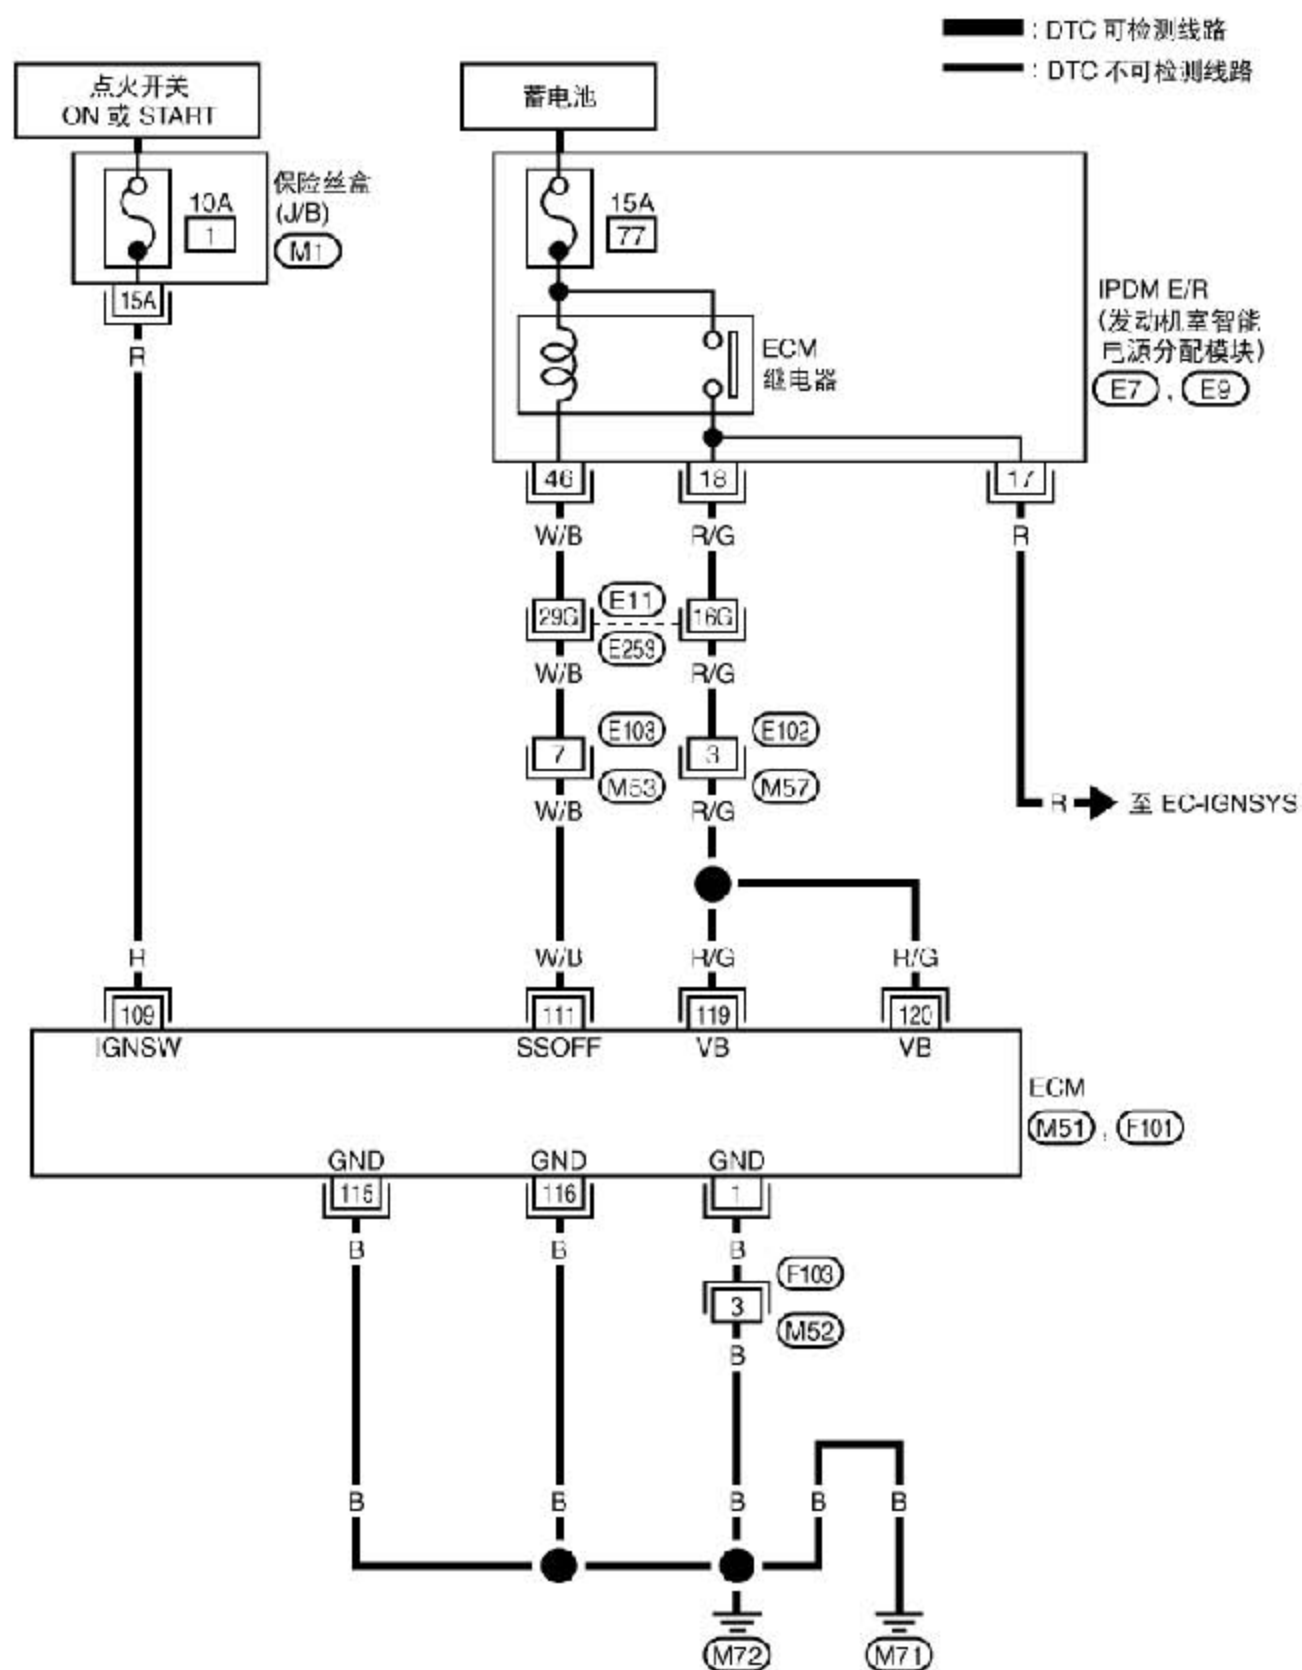 : DTC 可检测线路
: DTC 不可检测线路
点火开关
ON 或 START
蓄电池
保险丝盒
(J/B)
M1
10A
1
15A
77
15A
R
IPDM E/R
(发动机室智能
电源分配模块)
E7 , E9
ECM
继电器
46
18
17
W/B
R/G
R
29G
E11
16G
E253
W/B
R/G
E103
E102
7
3
M53
M57
W/B
R/G
R
至 EC-IGNSYS
R
W/B
R/G
R/G
109
111
119
120
IGNSW
SSOFF
VB
VB
ECM
M51 , F101
GND
GND
GND
115
116
1
B
B
B
F103
3
M52
B
B
B
B
B
B
M72
M71